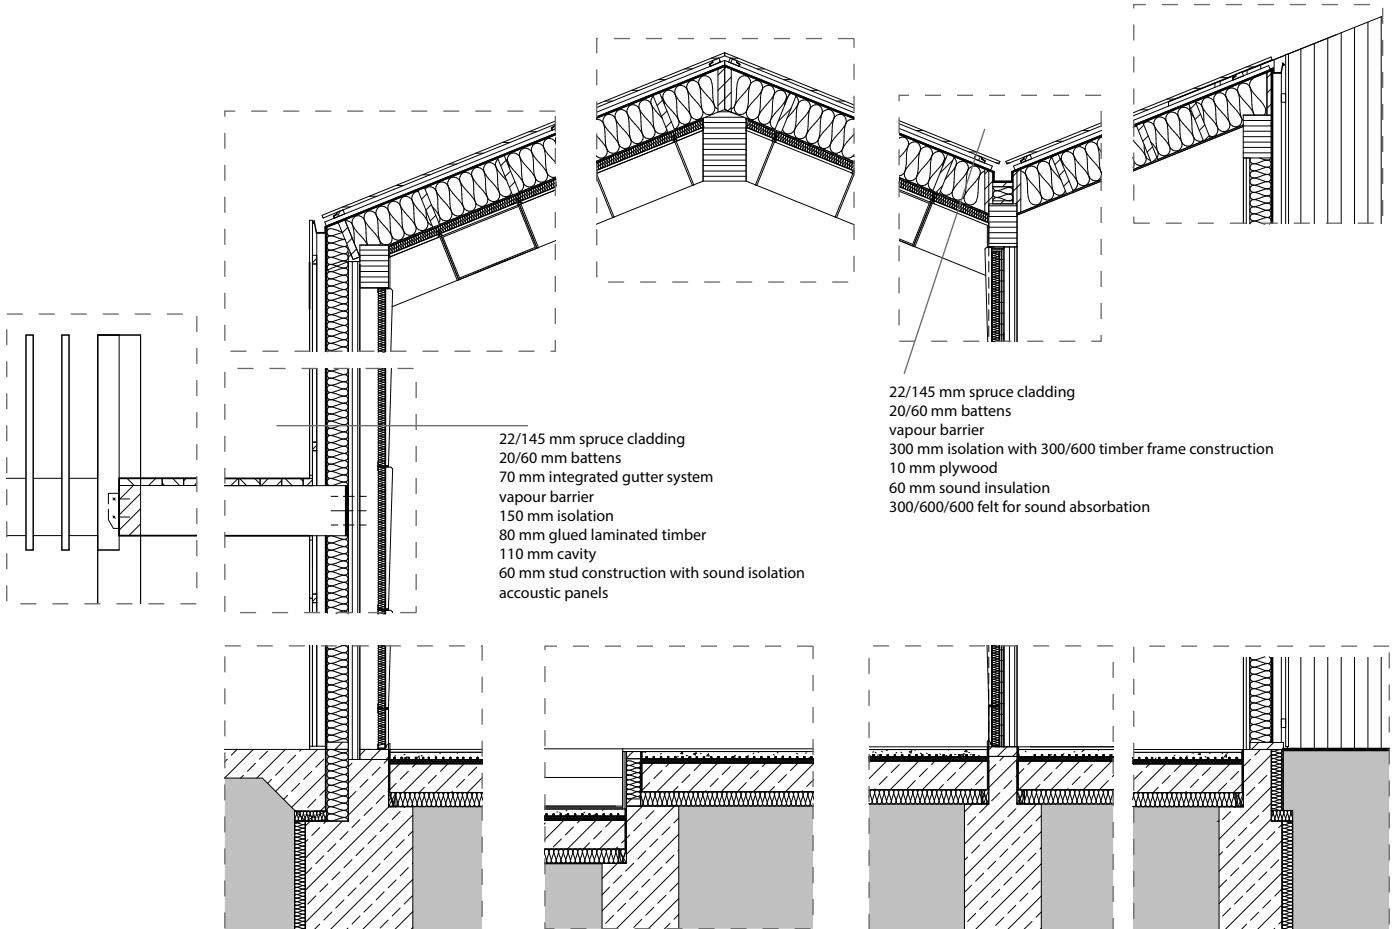 22/145 mm spruce cladding
20/60 mm battens
70 mm integrated gutter system
vapour barrier
150 mm isolation
80 mm glued laminated timber
110 mm cavity
60 mm stud construction with sound isolation
accoustic panels
22/145 mm spruce cladding
20/60 mm battens
vapour barrier
300 mm isolation with 300/600 timber frame construction
10 mm plywood
60 mm sound insulation
300/600/600 felt for sound absorbation